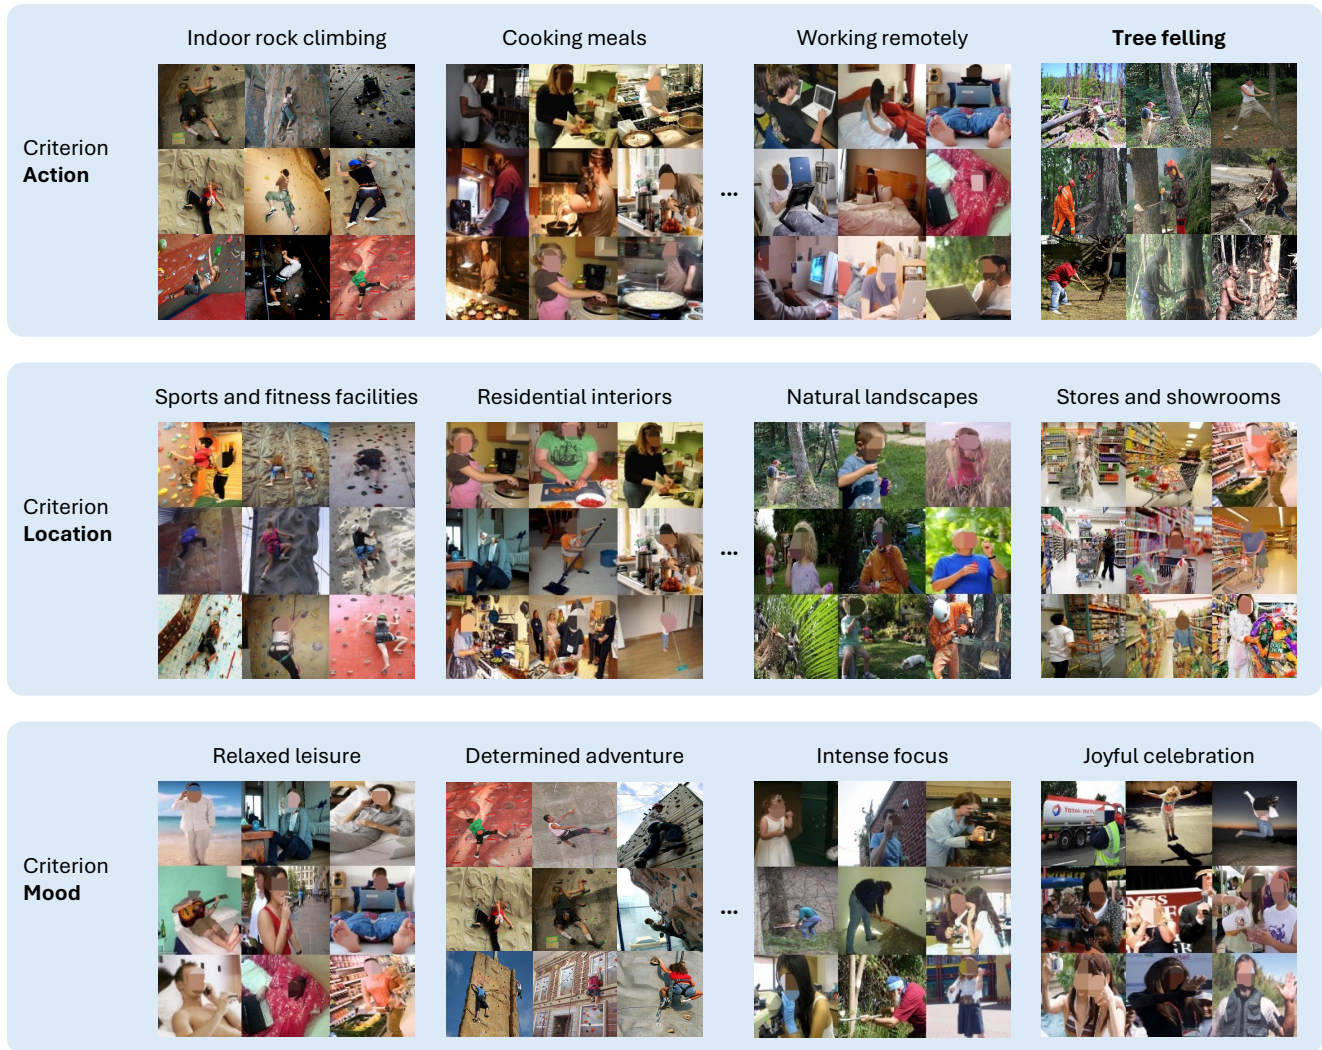 Indoor rock climbing
Cooking meals
Working remotely
Tree felling
Criterion
Action
...
Sports and fitness facilities
Residential interiors
Natural landscapes
Stores and showrooms
Criterion
Location
...
Relaxed leisure
Determined adventure
Intense focus
Joyful celebration
TOTAL
Criterion
Mood
...